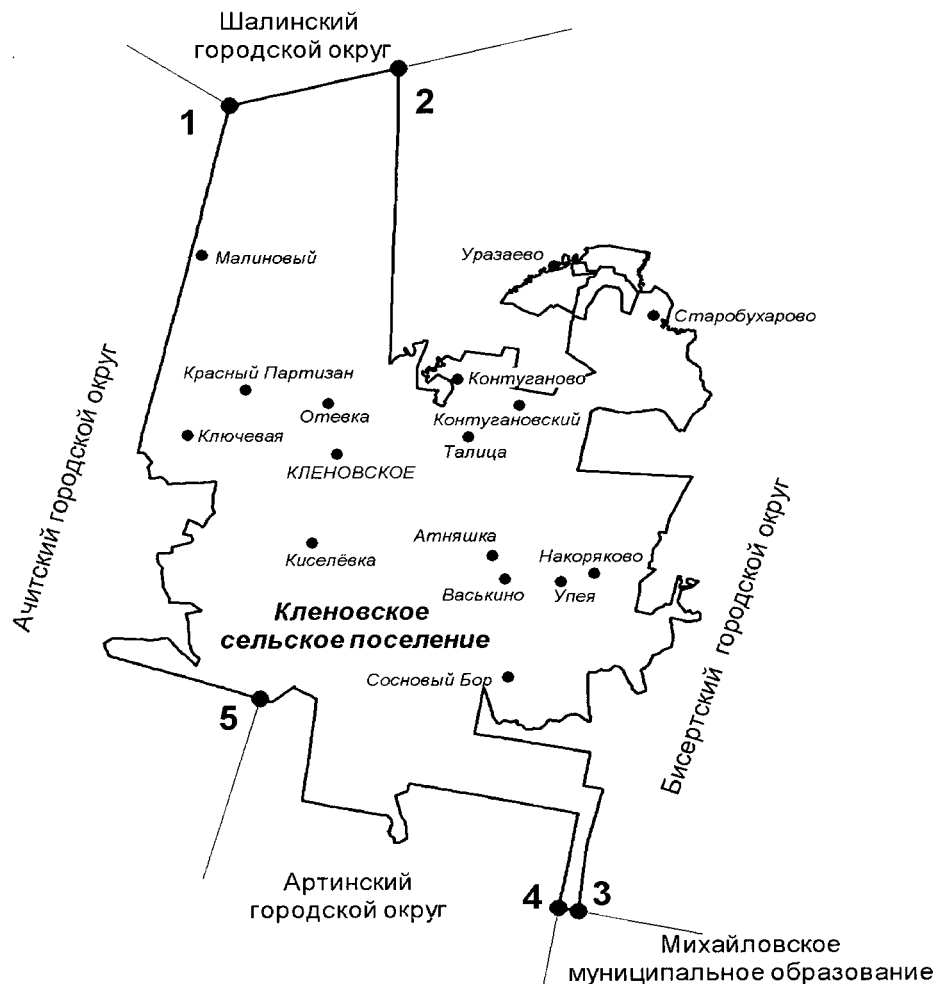 Шалинский
городской округ
1
2
Малиновый
Уразаево
Старобухарово
Красный Партизан
Контуганово
Отевка
Контугановский
Ключевая
Талица
КЛЕНОВСКОЕ
Ачитский городской округ
Атняшка
Киселёвка
Накоряково
Васькино
Упея
Бисертский городской округ
Кленовское
сельское поселение
Сосновый Бор
5
Артинский
городской округ
4
3
Михайловское
муниципальное образование